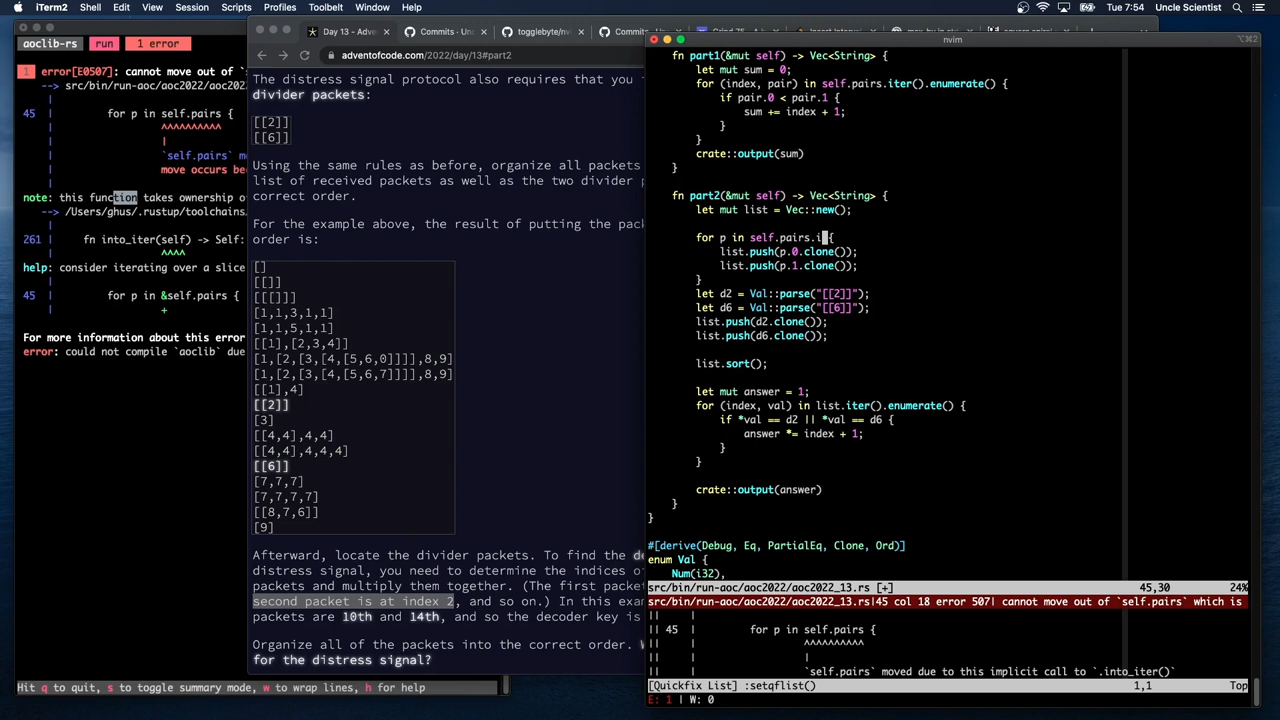 iTerm2 Shell Edit View Session Scripts Profiles Toolbelt Window Help
Tue 7:54 Uncle Scientist
aoclib-rs run 1 error
1 error[E0507]: cannot move out of `s
--> src/bin/run-aoc/aoc2022/aoc202
45 for p in self.pairs {
^^^^^^^^^^
|
`self.pairs` m
move occurs bec
note: this function takes ownership o
--> /Users/ghus/.rustup/toolchains/
261 fn into_iter(self) -> Self:
^^^^
help: consider iterating over a slice
45 for p in &self.pairs {
+
For more information about this error
error: could not compile `aoclib` due
Hit q to quit, s to toggle summary mode, w to wrap lines, h for help
Day 13 - Adven
Commits · Unc
togglebyte/nv
adventofcode.com/2022/day/13#part2
The distress signal protocol also requires that you i
divider packets:
[[2]]
[[6]]
Using the same rules as before, organize all packets
list of received packets as well as the two divider p
correct order.
For the example above, the result of putting the pack
order is:
[]
[[]]
[[[]]]
[1,1,3,1,1]
[1,1,5,1,1]
[[1],[2,3,4]]
[1,[2,[3,[4,[5,6,0]]]],8,9]
[1,[2,[3,[4,[5,6,7]]]],8,9]
[[1],4]
[[2]]
[3]
[[4,4],4,4]
[[4,4],4,4,4]
[[6]]
[7,7,7]
[7,7,7,7]
[[8,7,6]]
[9]
Afterward, locate the divider packets. To find the de
distress signal, you need to determine the indices of
packets and multiply them together. (The first packet
second packet is at index 2, and so on.) In this exam
packets are 10th and 14th, and so the decoder key is
Organize all of the packets into the correct order. W
for the distress signal?
nvim
⌥⌘2
fn part1(&mut self) -> Vec<String> {
let mut sum = 0;
for (index, pair) in self.pairs.iter().enumerate() {
if pair.0 < pair.1 {
sum += index + 1;
}
}
crate::output(sum)
}
fn part2(&mut self) -> Vec<String> {
let mut list = Vec::new();
for p in self.pairs.i {
list.push(p.0.clone());
list.push(p.1.clone());
}
let d2 = Val::parse("[[2]]");
let d6 = Val::parse("[[6]]");
list.push(d2.clone());
list.push(d6.clone());
list.sort();
let mut answer = 1;
for (index, val) in list.iter().enumerate() {
if *val == d2 || *val == d6 {
answer *= index + 1;
}
}
crate::output(answer)
}
}
#[derive(Debug, Eq, PartialEq, Clone, Ord)]
enum Val {
Num(i32),
src/bin/run-aoc/aoc2022/aoc2022_13.rs [+] 45,30 24%
src/bin/run-aoc/aoc2022/aoc2022_13.rs|45 col 18 error 507| cannot move out of `self.pairs` which is
|| |
|| 45 | for p in self.pairs {
|| | ^^^^^^^^^^
|| | |
|| | `self.pairs` moved due to this implicit call to `.into_iter()`
[Quickfix List] :setqflist() 1,1 Top
E: 1 | W: 0